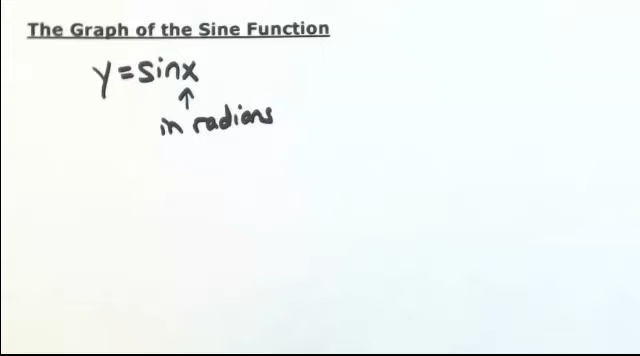 The Graph of the Sine Function
y = sinx
↑
in radians